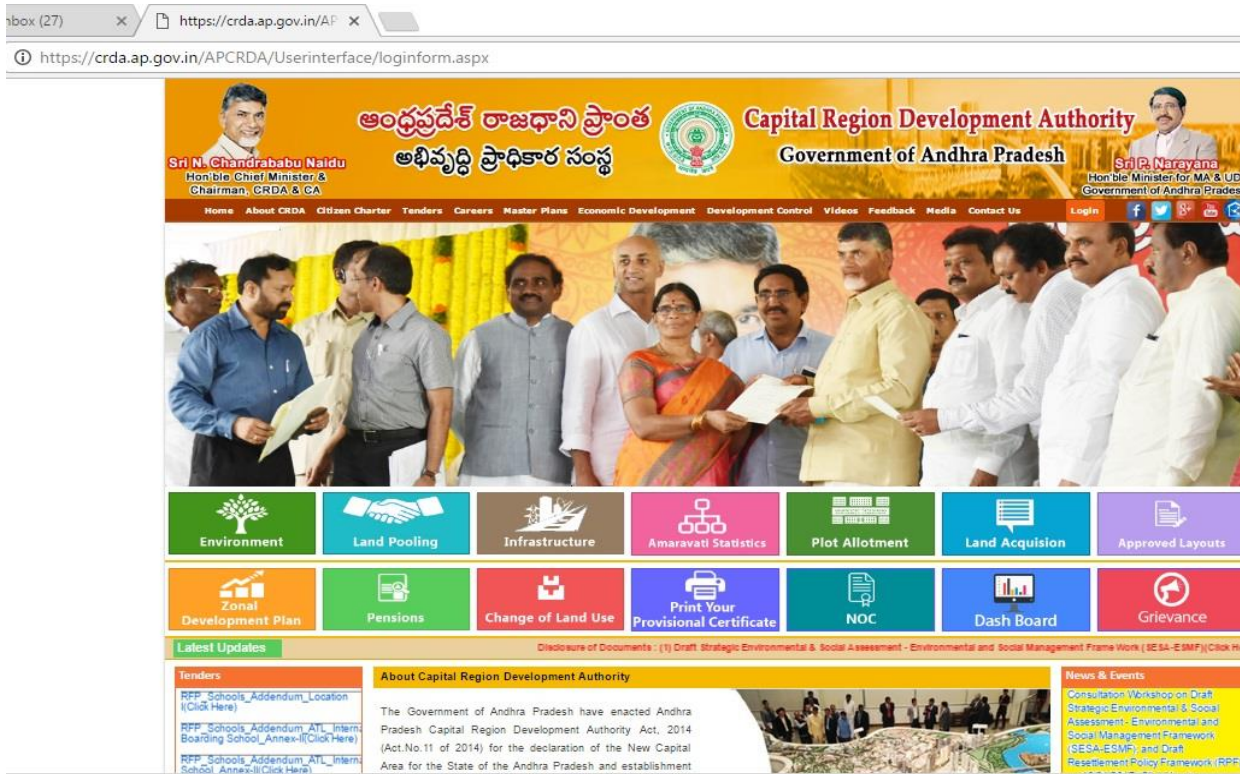 nbox (27)
https://crda.ap.gov.in/AP
https://crda.ap.gov.in/APCRDA/Userinterface/loginform.aspx
ఆంధ్రప్రదేశ్ రాజధాని ప్రాంత
అభివృద్ధి ప్రాధికార సంస్థ
Capital Region Development Authority
Government of Andhra Pradesh
Sri N. Chandrababu Naidu
Hon'ble Chief Minister &
Chairman, CRDA & CA
Sri P. Narayana
Hon'ble Minister for MA & UD
Government of Andhra Prades
Home About CRDA Citizen Charter Tenders Careers Master Plans Economic Development Development Control Videos Feedback Media Contact Us Login
Environment Land Pooling Infrastructure Amaravati Statistics Plot Allotment Land Acquision Approved Layouts
Zonal
Development Plan
Pensions
Change of Land Use
Print Your
Provisional Certificate
NOC
Dash Board
Grievance
Latest Updates
Disclosure of Documents : (1) Draft Strategic Environmental & Social Assessment - Environmental and Social Management Frame Work ( SESA-ESMF)(Click He
Tenders
RFP_Schools_Addendum_Location
I(Click Here)
RFP_Schools_Addendum_ATL_Interna
Boarding School_Annex-II(Click Here)
RFP_Schools_Addendum_ATL_Interna
School_Annex-II(Click Here)
About Capital Region Development Authority
The Government of Andhra Pradesh have enacted Andhra
Pradesh Capital Region Development Authority Act, 2014
(Act.No.11 of 2014) for the declaration of the New Capital
Area for the State of the Andhra Pradesh and establishment
News & Events
Consultation Workshop on Draft
Strategic Environmental & Social
Assessment - Environmental and
Social Management Framework
(SESA-ESMF), and Draft
Resettlement Policy Framework (RPF)